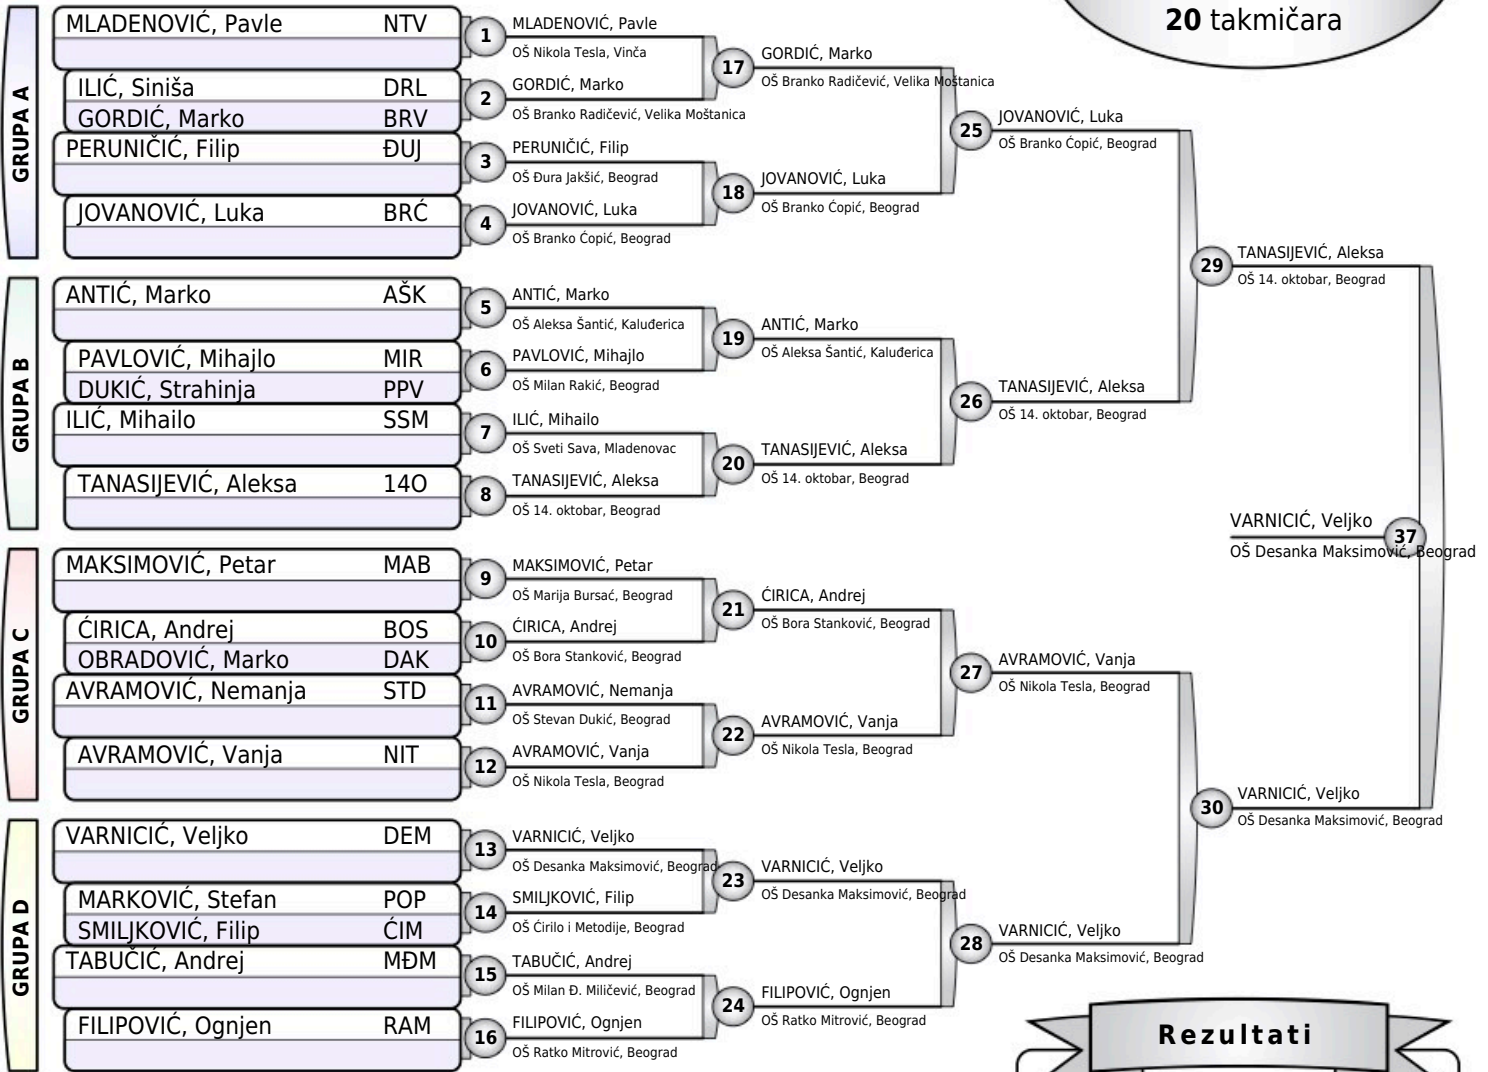 20 takmičara
GRUPA A
MLADENOVIĆ, Pavle NTV
ILIĆ, Siniša DRL
GORDIĆ, Marko BRV
PERUNIČIĆ, Filip ĐUJ
JOVANOVIĆ, Luka BRĆ
1
MLADENOVIĆ, Pavle
OŠ Nikola Tesla, Vinča
2
GORDIĆ, Marko
OŠ Branko Radičević, Velika Moštanica
3
PERUNIČIĆ, Filip
OŠ Đura Jakšić, Beograd
4
JOVANOVIĆ, Luka
OŠ Branko Ćopić, Beograd
17
GORDIĆ, Marko
OŠ Branko Radičević, Velika Moštanica
18
JOVANOVIĆ, Luka
OŠ Branko Ćopić, Beograd
25
JOVANOVIĆ, Luka
OŠ Branko Ćopić, Beograd
GRUPA B
ANTIĆ, Marko AŠK
PAVLOVIĆ, Mihajlo MIR
DUKIĆ, Strahinja PPV
ILIĆ, Mihailo SSM
TANASIJEVIĆ, Aleksa 14O
5
ANTIĆ, Marko
OŠ Aleksa Šantić, Kaluđerica
6
PAVLOVIĆ, Mihajlo
OŠ Milan Rakić, Beograd
7
ILIĆ, Mihailo
OŠ Sveti Sava, Mladenovac
8
TANASIJEVIĆ, Aleksa
OŠ 14. oktobar, Beograd
19
ANTIĆ, Marko
OŠ Aleksa Šantić, Kaluđerica
20
TANASIJEVIĆ, Aleksa
OŠ 14. oktobar, Beograd
26
TANASIJEVIĆ, Aleksa
OŠ 14. oktobar, Beograd
29
TANASIJEVIĆ, Aleksa
OŠ 14. oktobar, Beograd
GRUPA C
MAKSIMOVIĆ, Petar MAB
ĆIRICA, Andrej BOS
OBRADOVIĆ, Marko DAK
AVRAMOVIĆ, Nemanja STD
AVRAMOVIĆ, Vanja NIT
9
MAKSIMOVIĆ, Petar
OŠ Marija Bursać, Beograd
10
ĆIRICA, Andrej
OŠ Bora Stanković, Beograd
11
AVRAMOVIĆ, Nemanja
OŠ Stevan Dukić, Beograd
12
AVRAMOVIĆ, Vanja
OŠ Nikola Tesla, Beograd
21
ĆIRICA, Andrej
OŠ Bora Stanković, Beograd
22
AVRAMOVIĆ, Vanja
OŠ Nikola Tesla, Beograd
27
AVRAMOVIĆ, Vanja
OŠ Nikola Tesla, Beograd
GRUPA D
VARNICIĆ, Veljko DEM
MARKOVIĆ, Stefan POP
SMILJKOVIĆ, Filip ĆIM
TABUČIĆ, Andrej MĐM
FILIPOVIĆ, Ognjen RAM
13
VARNICIĆ, Veljko
OŠ Desanka Maksimović, Beograd
14
SMILJKOVIĆ, Filip
OŠ Ćirilo i Metodije, Beograd
15
TABUČIĆ, Andrej
OŠ Milan Đ. Miličević, Beograd
16
FILIPOVIĆ, Ognjen
OŠ Ratko Mitrović, Beograd
23
VARNICIĆ, Veljko
OŠ Desanka Maksimović, Beograd
24
FILIPOVIĆ, Ognjen
OŠ Ratko Mitrović, Beograd
28
VARNICIĆ, Veljko
OŠ Desanka Maksimović, Beograd
30
VARNICIĆ, Veljko
OŠ Desanka Maksimović, Beograd
37
VARNICIĆ, Veljko
OŠ Desanka Maksimović, Beograd
Rezultati